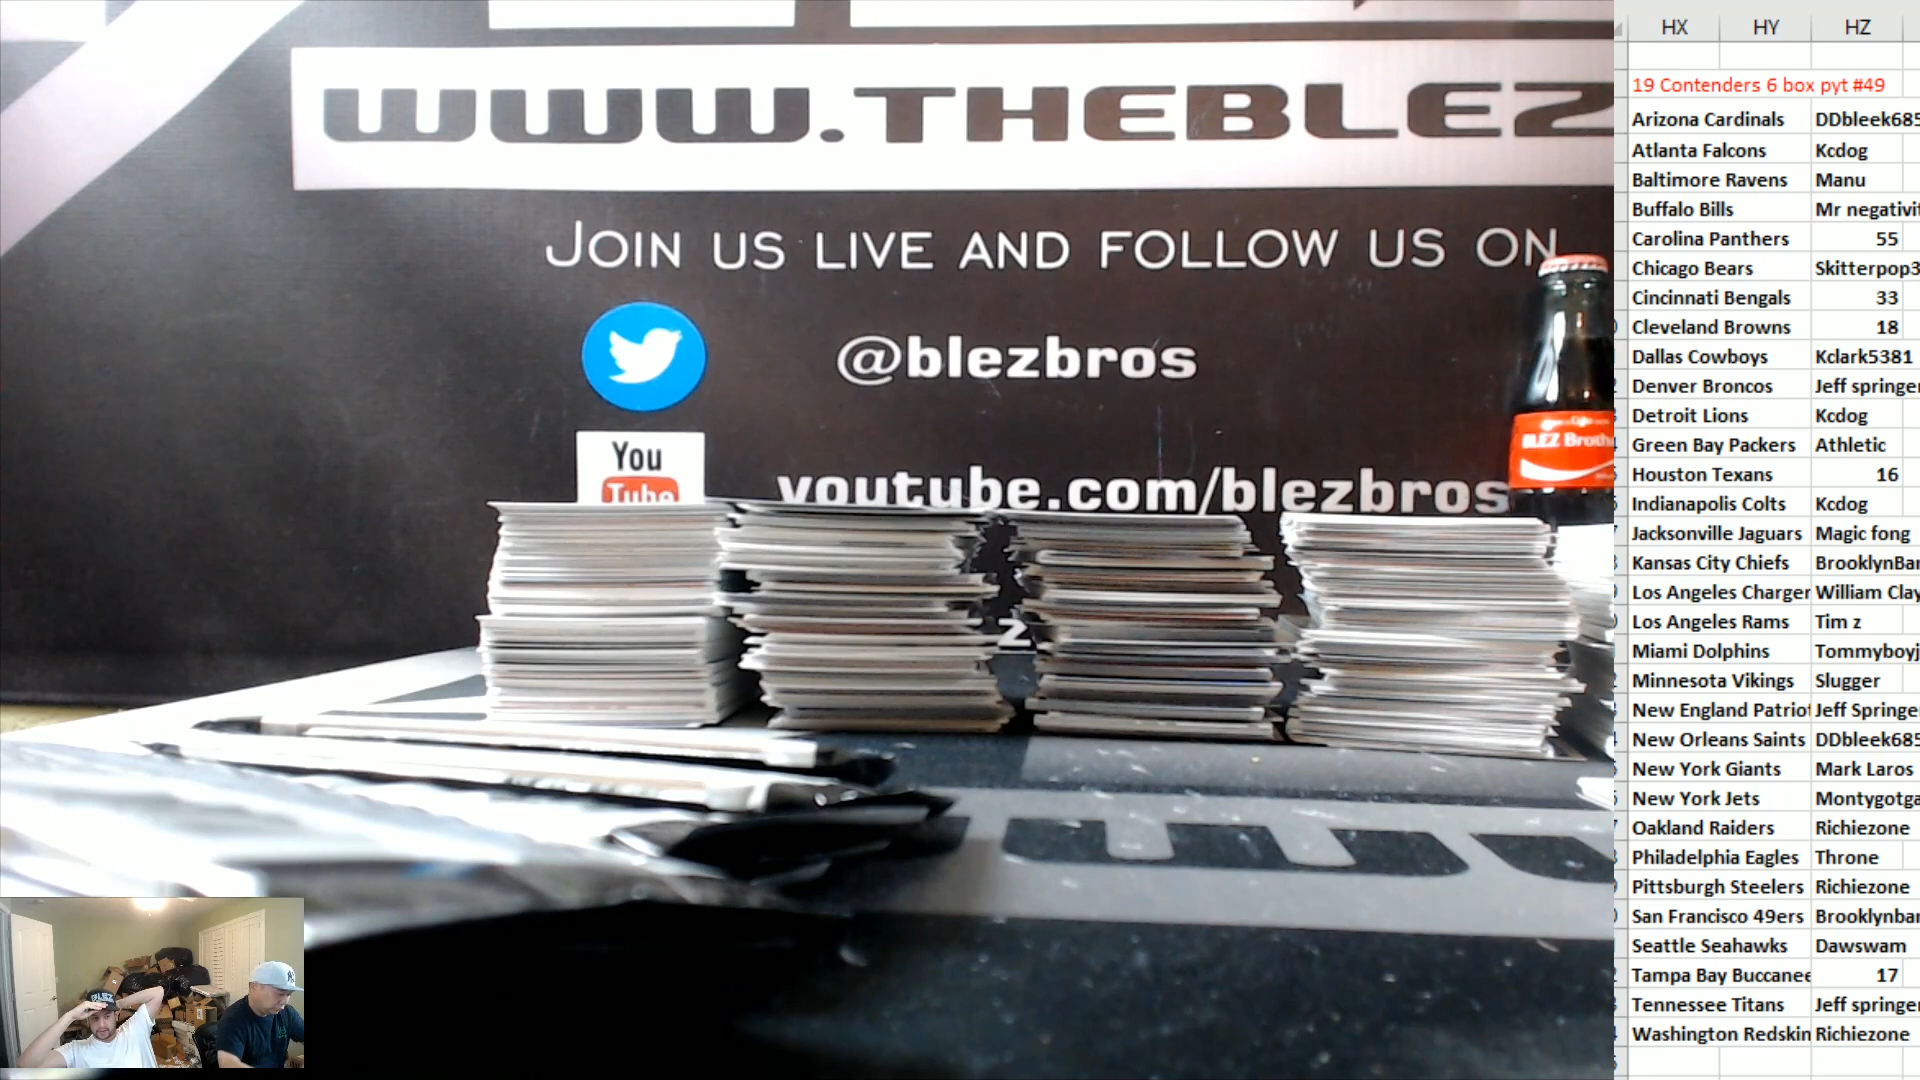 WWW.THEBLEZ
JOIN US LIVE AND FOLLOW US ON
@blezbros
You
Tube
youtube.com/blezbros
BLEZ Broth
Z
HX HY HZ
19 Contenders 6 box pyt #49
Arizona Cardinals DDbleek685
Atlanta Falcons Kcdog
Baltimore Ravens Manu
Buffalo Bills Mr negativit
Carolina Panthers 55
Chicago Bears Skitterpop3
Cincinnati Bengals 33
Cleveland Browns 18
Dallas Cowboys Kclark5381
Denver Broncos Jeff springer
Detroit Lions Kcdog
Green Bay Packers Athletic
Houston Texans 16
Indianapolis Colts Kcdog
Jacksonville Jaguars Magic fong
Kansas City Chiefs BrooklynBar
Los Angeles Charger William Clay
Los Angeles Rams Tim z
Miami Dolphins Tommyboyj
Minnesota Vikings Slugger
New England Patriot Jeff Springer
New Orleans Saints DDbleek685
New York Giants Mark Laros
New York Jets Montygotga
Oakland Raiders Richiezone
Philadelphia Eagles Throne
Pittsburgh Steelers Richiezone
San Francisco 49ers Brooklynbar
Seattle Seahawks Dawswam
Tampa Bay Buccanee 17
Tennessee Titans Jeff springer
Washington Redskin Richiezone